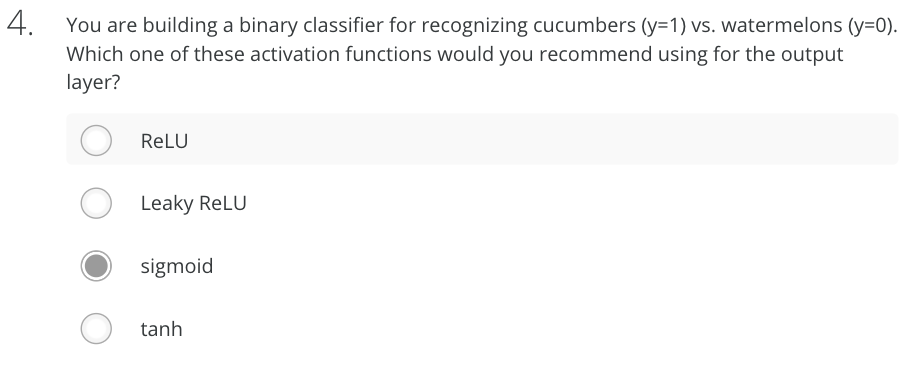 4. You are building a binary classifier for recognizing cucumbers (y=1) vs. watermelons (y=0).
Which one of these activation functions would you recommend using for the output
layer?
ReLU
Leaky ReLU
sigmoid
tanh